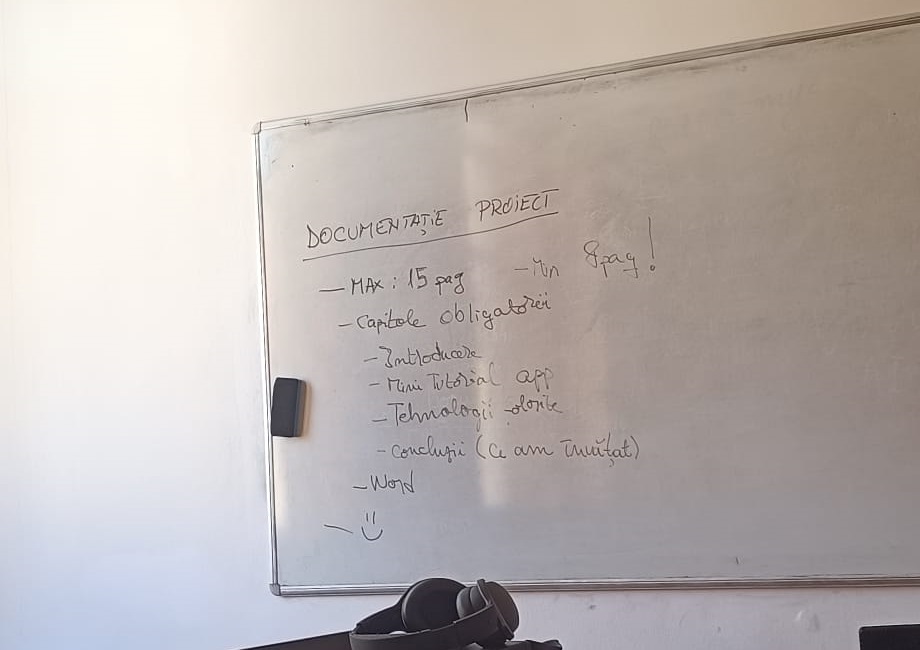 DOCUMENTAȚIE PROIECT
— MAX : 15 pag - Min 8 pag!
- Capitole obligatorii
- Introducere
- Mini Tutorial app
- Tehnologii folosite
- Concluzii (Ce am învățat)
- Word
— :)